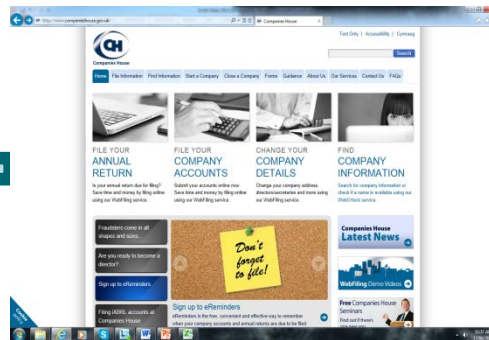 http://www.companieshouse.gov.uk/
Companies House
Text Only | Accessibility | Cymraeg
CH
Companies House
Search
Home File Information Find Information Start a Company Close a Company Forms Guidance About Us Our Services Contact Us FAQs
FILE YOUR
ANNUAL
RETURN
Is your annual return due for filing?
Save time and money by filing online
using our WebFiling service.
FILE YOUR
COMPANY
ACCOUNTS
Submit your accounts online now.
Save time and money by filing online
using our WebFiling service.
CHANGE YOUR
COMPANY
DETAILS
Change your company address,
directors/secretaries and more using
our WebFiling service.
FIND
COMPANY
INFORMATION
Search for company information or
check if a name is available using our
WebCHeck service.
Fraudsters come in all
shapes and sizes...
Are you ready to become a
director?
Sign up to eReminders
Filing iXBRL accounts at
Companies House
Don't
forget
to file!
Sign up to eReminders
eReminders is the free, convenient and effective way to remember
when your company accounts and annual returns are due to be filed.
Companies House
Latest News
WebFiling Demo Videos
Free Companies House
Seminars
Find out if there's
Cookie